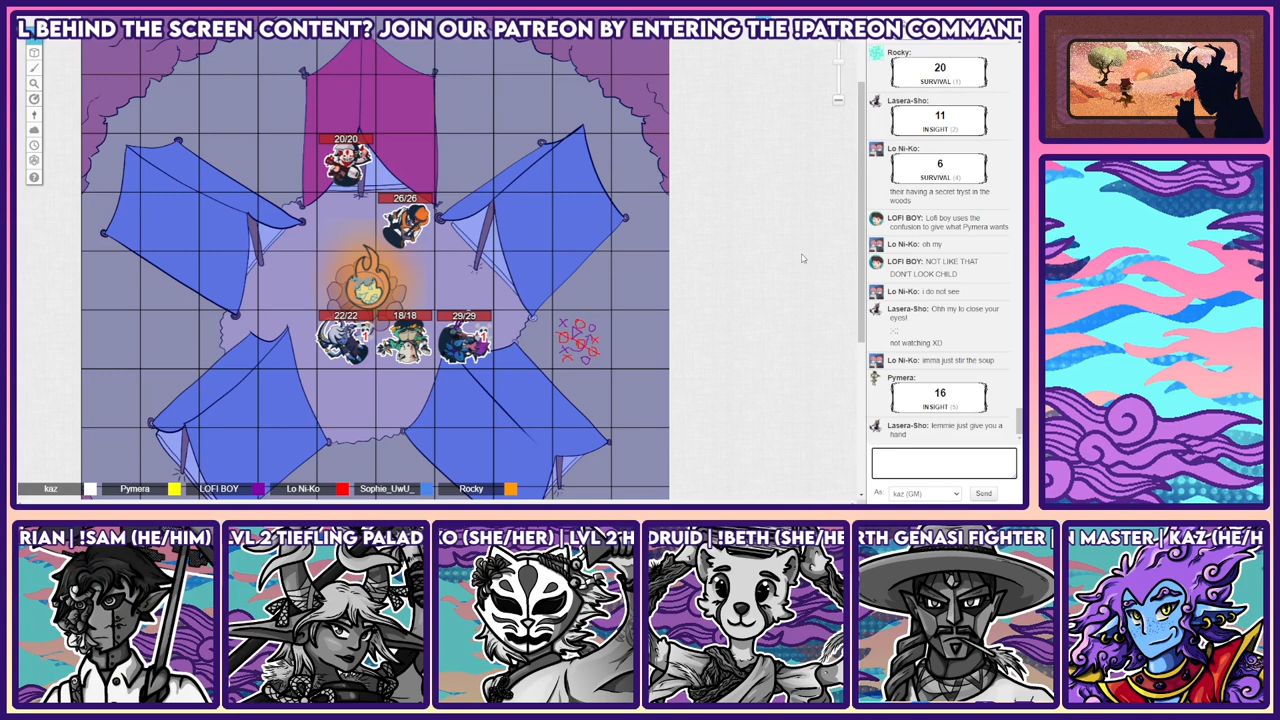 L BEHIND THE SCREEN CONTENT? JOIN OUR PATREON BY ENTERING THE !PATREON COMMAND
20/20
26/26
22/22
18/18
29/29
kaz
Pymera
LOFI BOY
Lo Ni-Ko
Sophie_UwU_
Rocky
Rocky:
20
SURVIVAL (1)
Lasera-Sho:
11
INSIGHT (2)
Lo Ni-Ko:
6
SURVIVAL (4)
their having a secret tryst in the
woods
LOFI BOY: Lofi boy uses the
confusion to give what Pymera wants
Lo Ni-Ko: oh my
LOFI BOY: NOT LIKE THAT
DON'T LOOK CHILD
Lo Ni-Ko: i do not see
Lasera-Sho: Ohh my lo close your
eyes!
not watching XD
Lo Ni-Ko: imma just stir the soup
Pymera:
16
INSIGHT (5)
Lasera-Sho: lemmie just give you a
hand
As:
kaz (GM)
Send
RIAN | !SAM (HE/HIM)
LVL 2 TIEFLING PALAD
KO (SHE/HER) | LVL 2 H
DRUID | !BETH (SHE/HE
RTH GENASI FIGHTER |
N MASTER | KAZ (HE/H